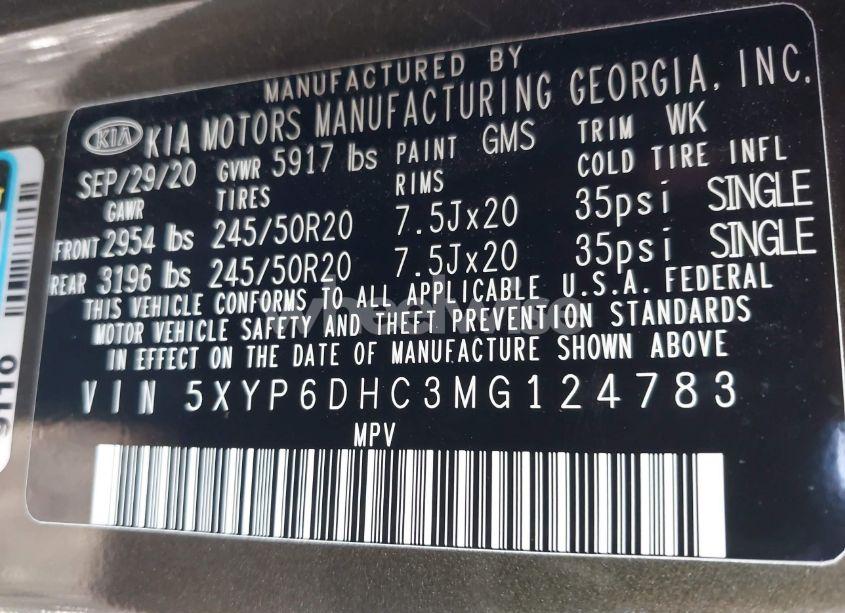 MANUFACTURED BY
KIA KIA MOTORS MANUFACTURING GEORGIA, INC.
SEP/29/20 GVWR 5917 lbs PAINT GMS TRIM WK
GAWR TIRES RIMS COLD TIRE INFL
FRONT 2954 lbs 245/50R20 7.5Jx20 35psi SINGLE
REAR 3196 lbs 245/50R20 7.5Jx20 35psi SINGLE
THIS VEHICLE CONFORMS TO ALL APPLICABLE U.S.A. FEDERAL
MOTOR VEHICLE SAFETY AND THEFT PREVENTION STANDARDS
IN EFFECT ON THE DATE OF MANUFACTURE SHOWN ABOVE
VIN 5XYP6DHC3MG124783
MPV